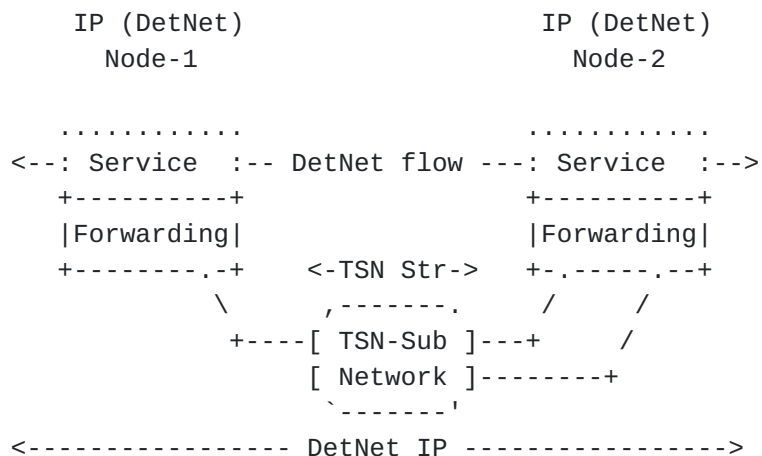 IP (DetNet)                    IP (DetNet)
  Node-1                         Node-2

   ............                   ............
<--: Service  :-- DetNet flow ---: Service  :-->
   +----------+                   +----------+
   |Forwarding|                   |Forwarding|
   +--------.-+    <-TSN Str->    +-.-----.--+
             \      ,-------.      /     /
              +----[ TSN-Sub ]---+     /
                   [ Network ]--------+
                    `-------'
<----------------- DetNet IP ----------------->